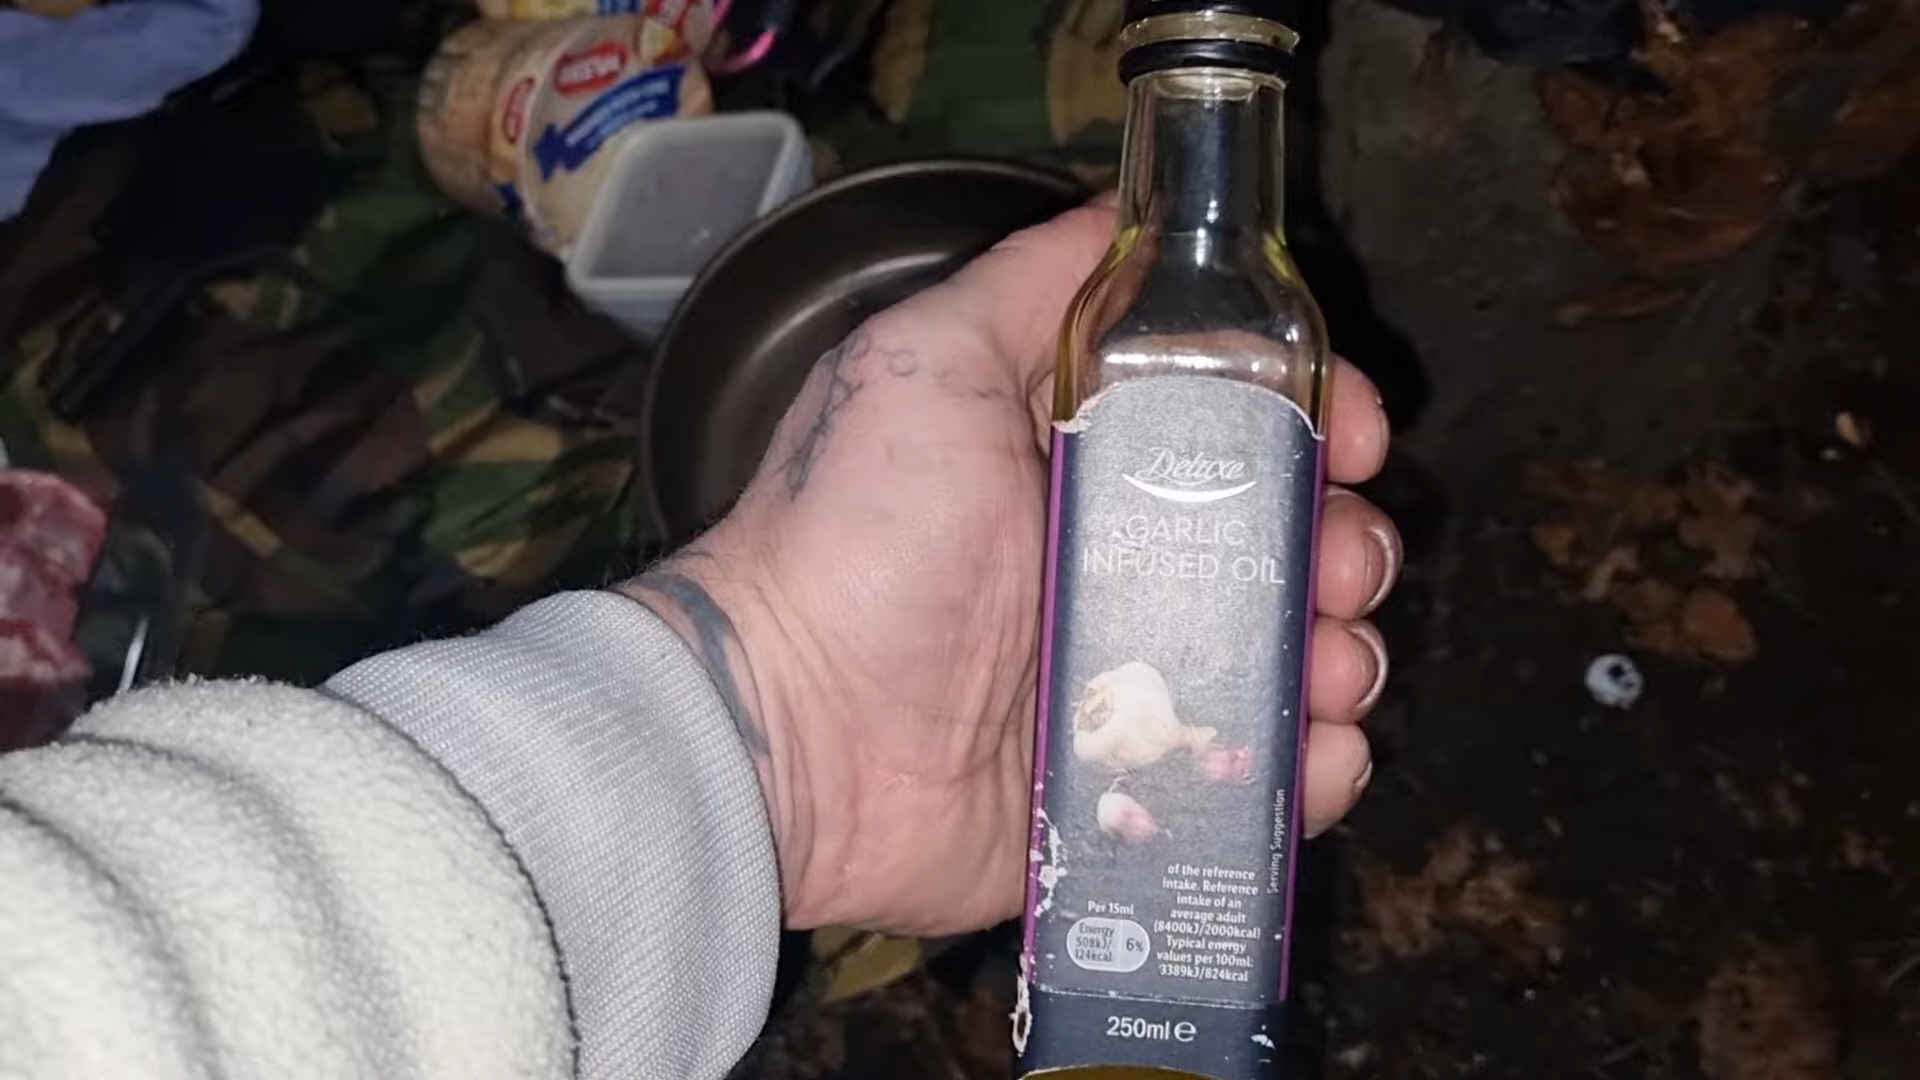 Deluxe
GARLIC
INFUSED OIL
Serving Suggestion
of the reference
intake. Reference
intake of an
average adult
(8400kJ/2000kcal)
Typical energy
values per 100ml:
3389kJ/824kcal
Per 15ml
Energy
508kJ/
124kcal
6%
250ml e